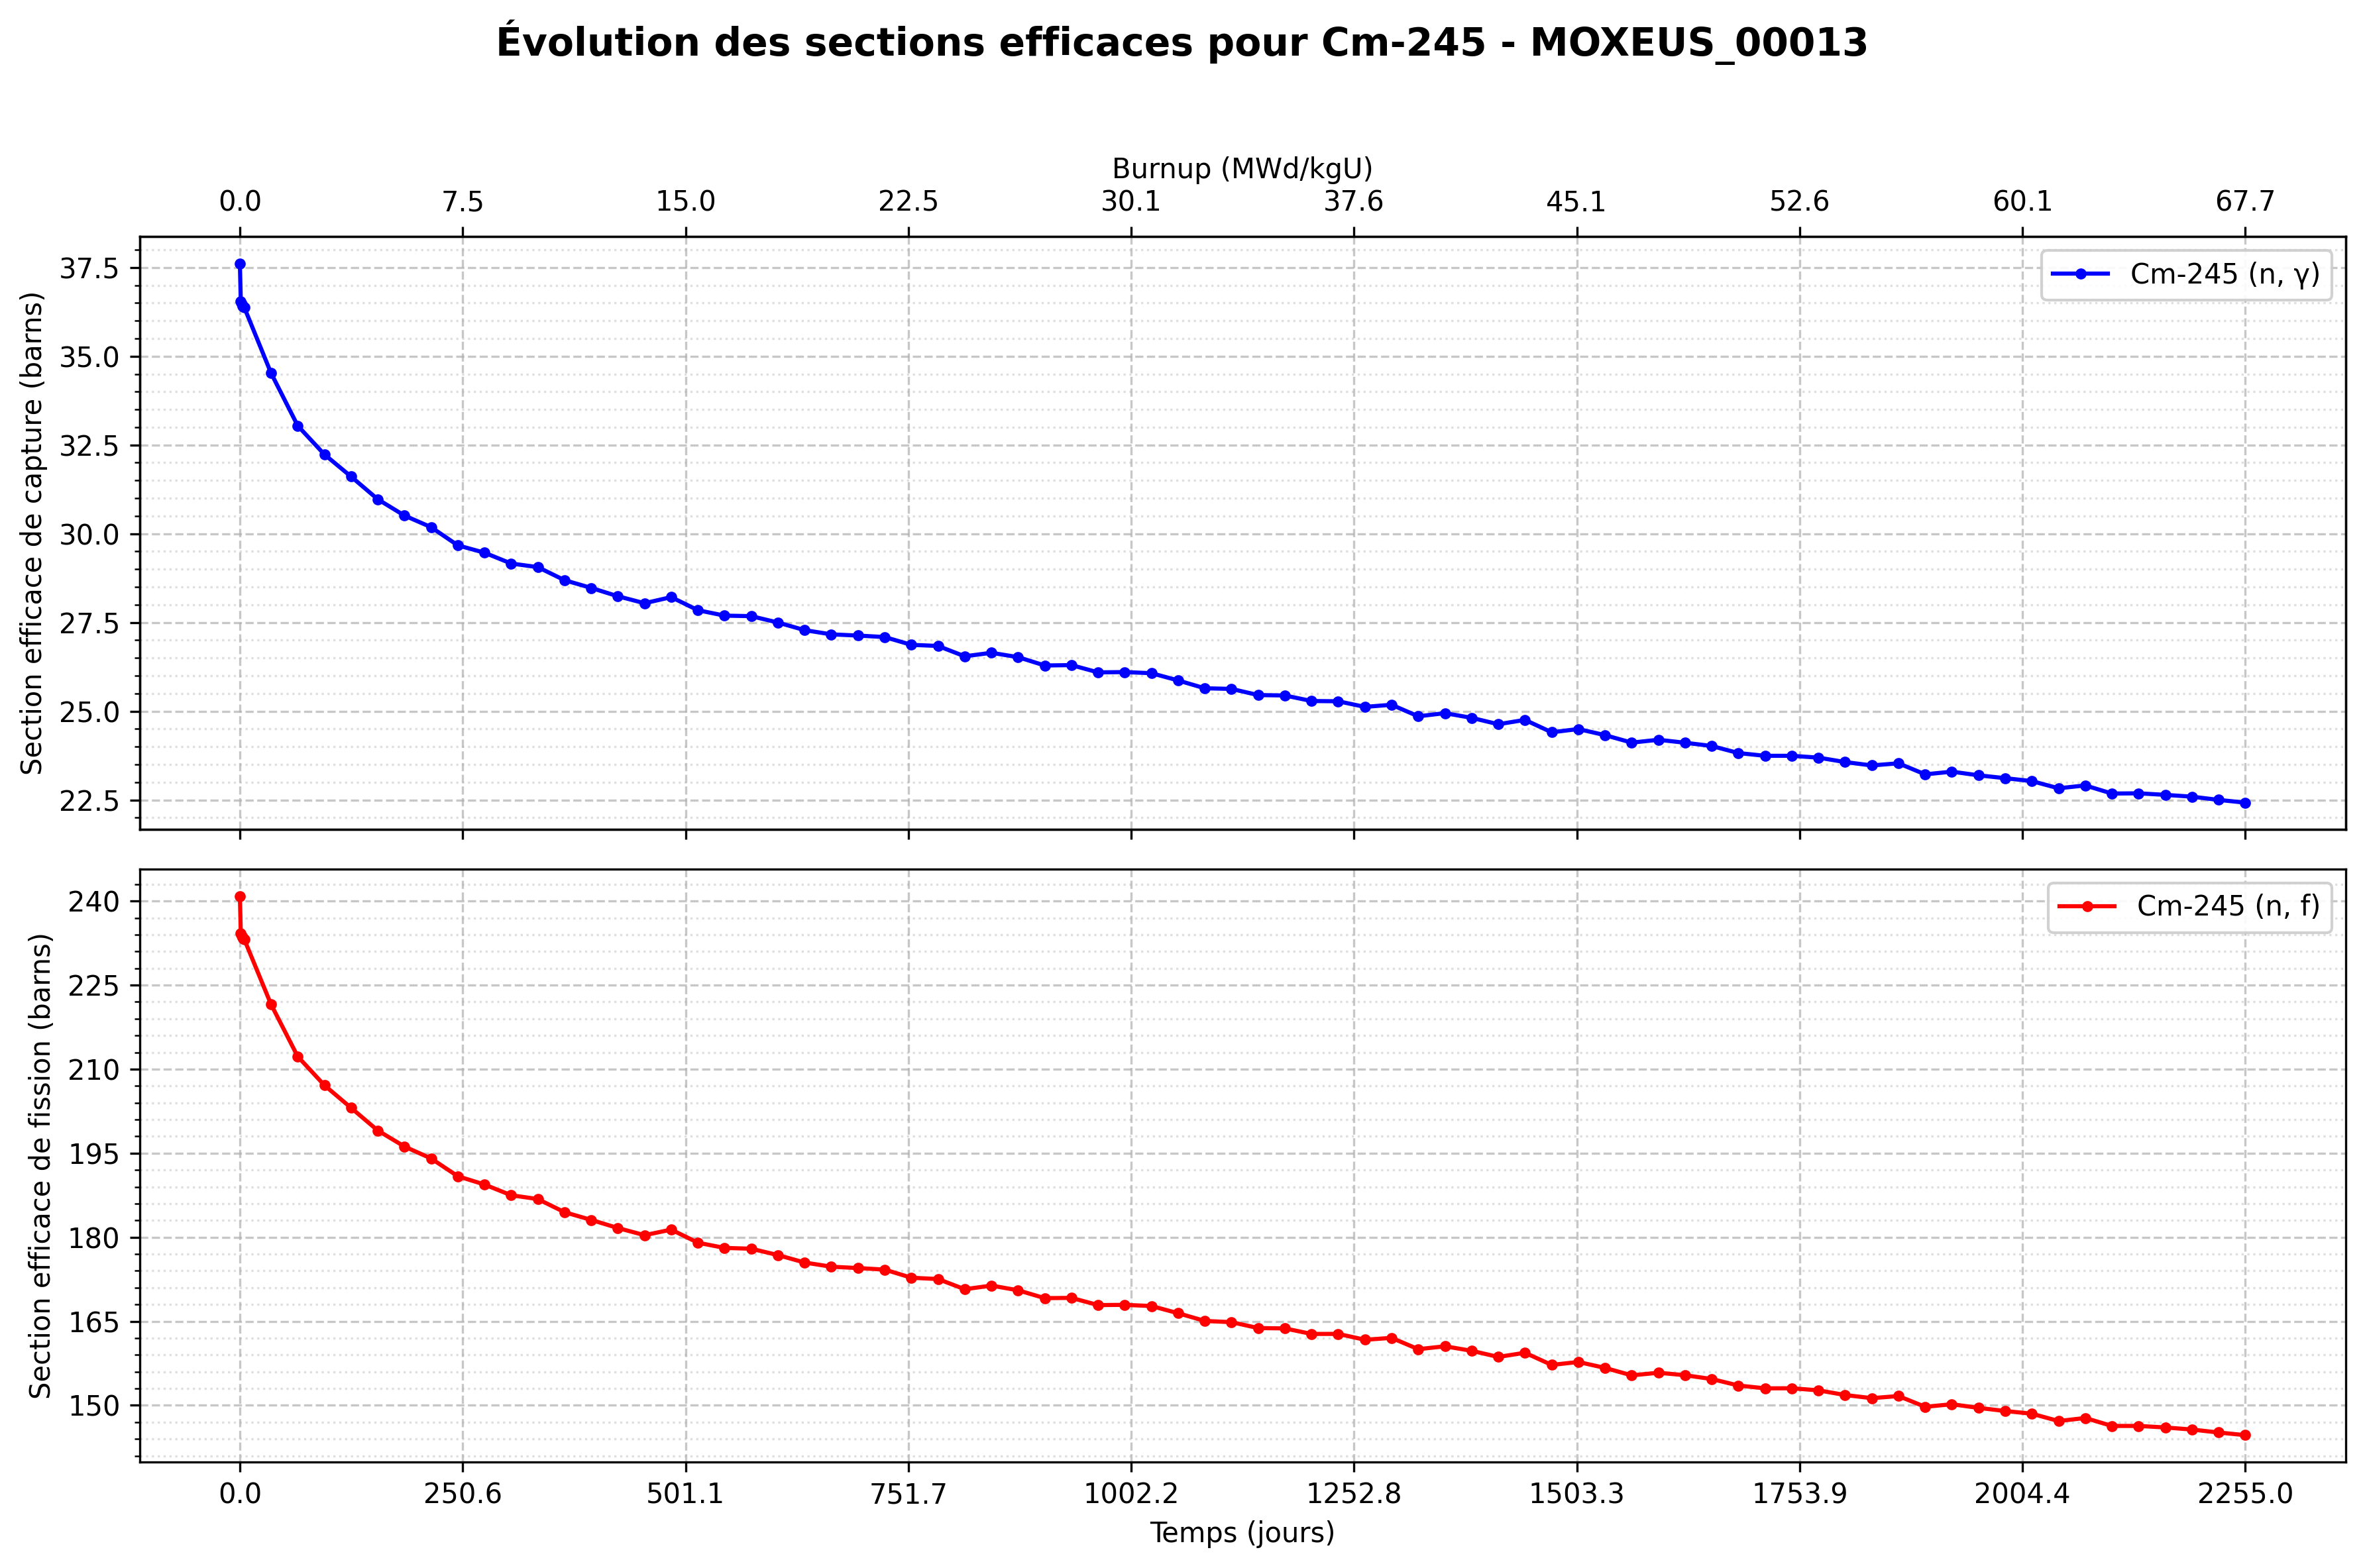 Évolution des sections efficaces pour Cm-245 - MOXEUS_00013
Burnup (MWd/kgU)
0.0 7.5 15.0 22.5 30.1 37.6 45.1 52.6 60.1 67.7
Section efficace de capture (barns)
37.5
35.0
32.5
30.0
27.5
25.0
22.5
Cm-245 (n, γ)
Section efficace de fission (barns)
240
225
210
195
180
165
150
Cm-245 (n, f)
0.0 250.6 501.1 751.7 1002.2 1252.8 1503.3 1753.9 2004.4 2255.0
Temps (jours)